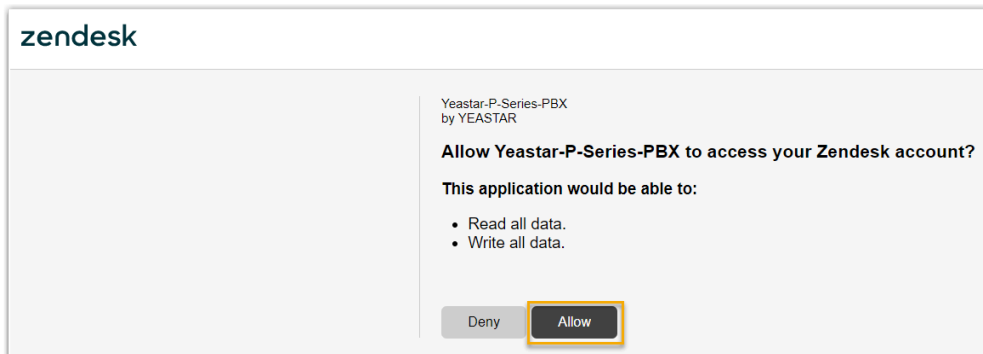 zendesk
Yeastar-P-Series-PBX
by YEASTAR
Allow Yeastar-P-Series-PBX to access your Zendesk account?
This application would be able to:
• Read all data.
• Write all data.
Deny
Allow